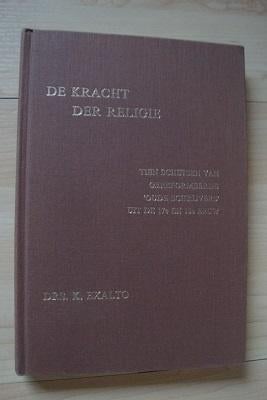 DE KRACHT
DER RELIGIE
TIEN SCHETSEN VAN
GEREFORMEERDE
'OUDE SCHRIJVERS'
UIT DE 17e EN 18e EEUW
DRS. K. EXALTO